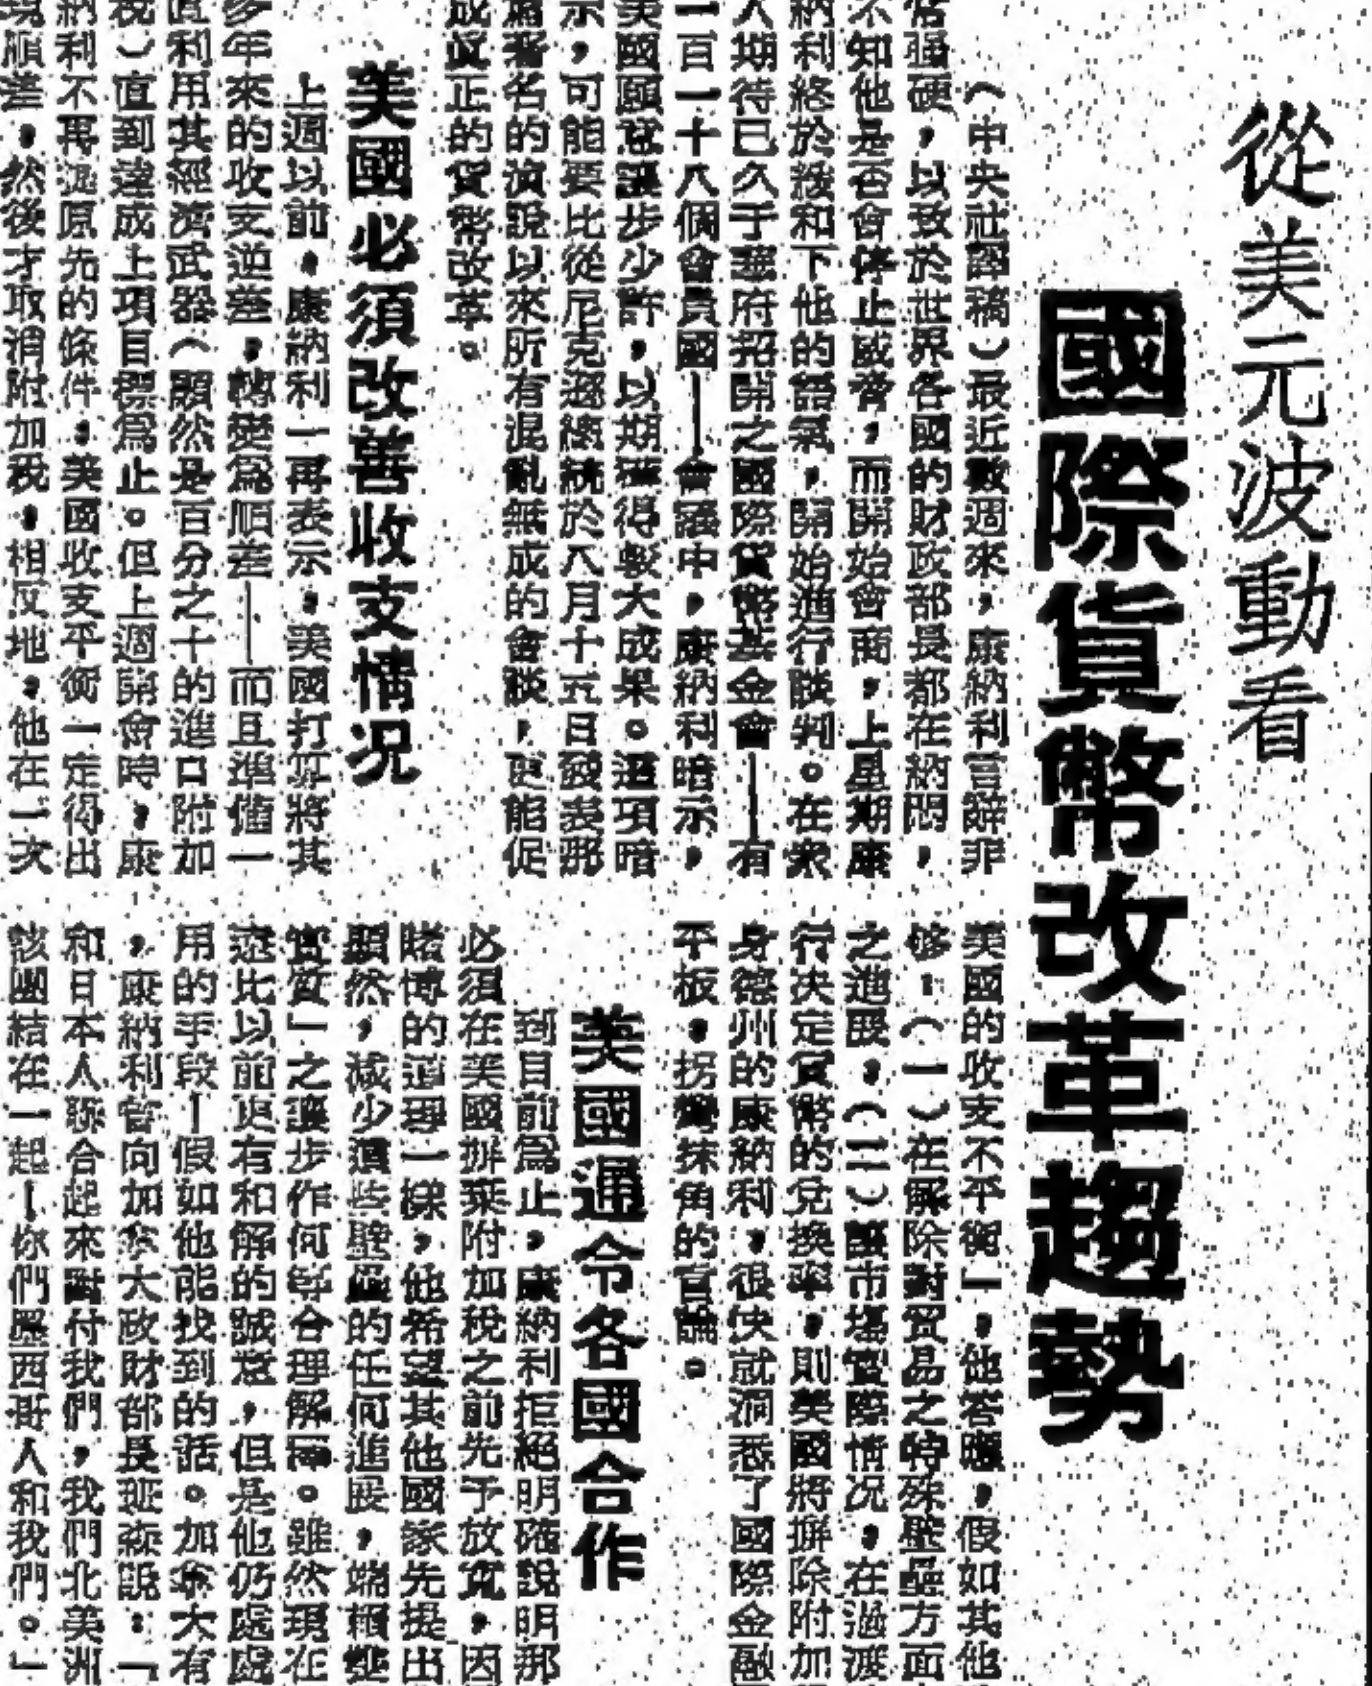 從美元波動看
國際貨幣改革趨勢
（中央社譯稿）最近數週來，康納利言辭非
常強硬，以致於世界各國的財政部長都在納悶，
不知他是否會停止威脅，而開始會商，上星期康
納利終於緩和下他的語氣，開始進行談判。在衆
人期待已久于華府招開之國際貨幣基金會——有
一百一十八個會員國——會議中，康納利暗示，
美國願意讓步少許，以期獲得較大成果。這項暗
示，可能要比從尼克遜總統於八月十五日發表那
篇著名的演說以來所有混亂無成的會談，更能促
成眞正的貨幣改革。
美國必須改善收支情況
上週以前，康納利一再表示，美國打算將其
多年來的收支逆差，轉變爲順差——而且準備一
直利用其經濟武器（顯然是百分之十的進口附加
稅）直到達成上項目標爲止。但上週開會時，康
納利不再提原先的條件，美國收支平衡一定得出
現順差，然後才取消附加稅，相反地，他在一次
美國的收支不平衡」，他答應，假如其他
够：（一）在解除對貿易之特殊壁壘方面
之進展，（二）讓市場實際情況，在過渡
行決定貨幣的兌換率，則美國將摒除附加
身德州的康納利，很快就洞悉了國際金融
平板，拐彎抹角的言論。
美國通令各國合作
到目前爲止，康納利拒絕明確說明那
必須在美國摒棄附加稅之前先予放寬，因
賭博的道理一樣，他希望其他國家先提出
顯然，減少這些壁壘的任何進展，端賴雙
實質」之讓步作何等合理解釋。雖然現在
遠比以前更有和解的誠意，但是他仍處處
用的手段—假如他能找到的話。加拿大有
，康納利曾向加拿大政財部長班森說：「
和日本人聯合起來對付我們，我們北美洲
該團結在一起—你們墨西哥人和我們。」